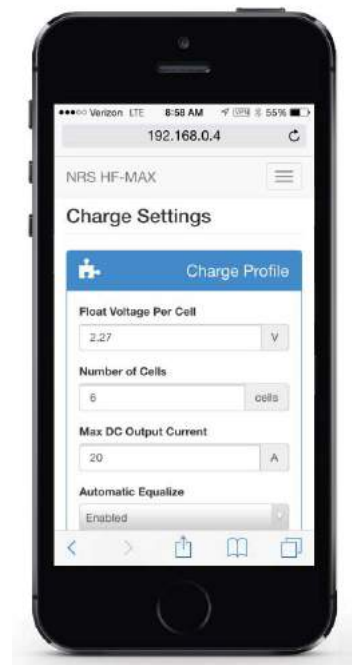 Verizon LTE 8:58 AM VPN 55%
192.168.0.4
NRS HF-MAX
Charge Settings
Charge Profile
Float Voltage Per Cell
2.27 V
Number of Cells
6 cells
Max DC Output Current
20 A
Automatic Equalize
Enabled